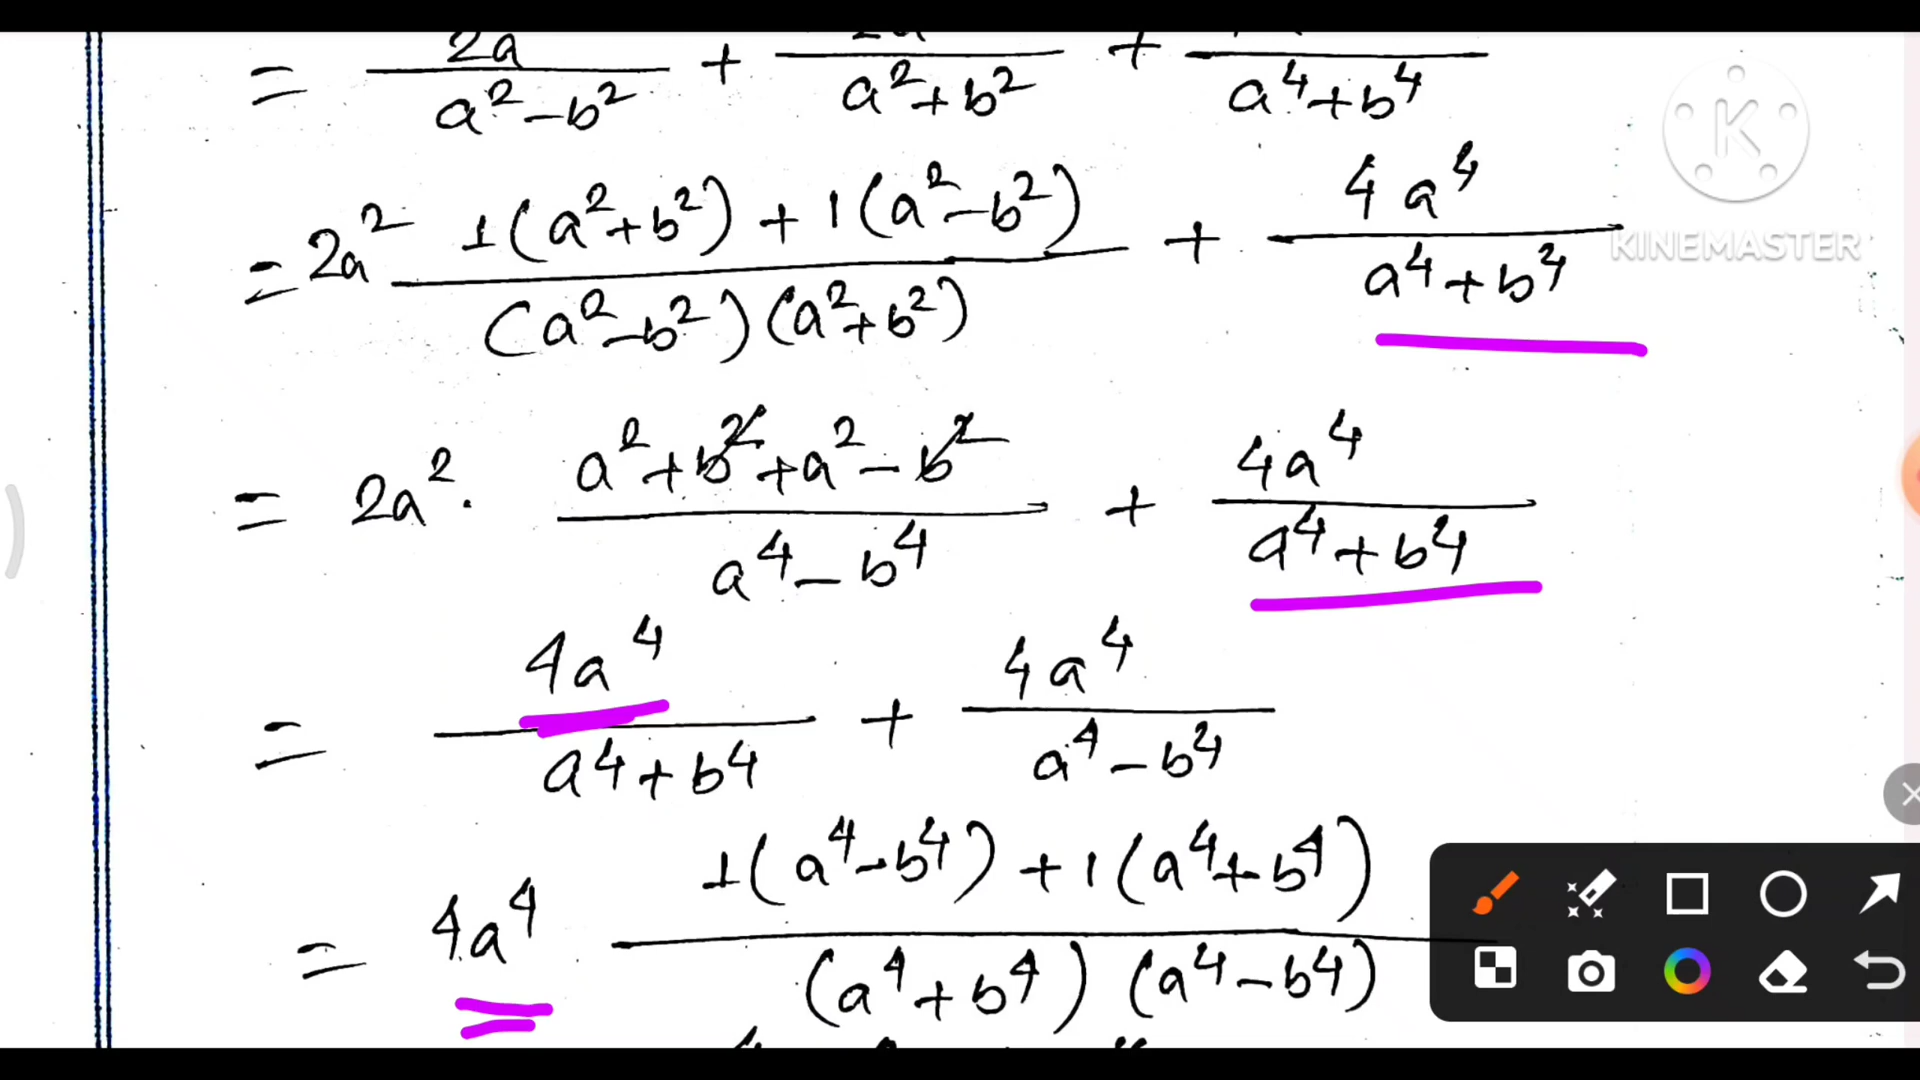 = 2a/(a²-b²) + /(a²+b²) + /(a⁴+b⁴)
= 2a² (1(a²+b²) + 1(a²-b²))/((a²-b²)(a²+b²)) + 4a⁴/(a⁴+b⁴)
= 2a² · (a²+b²+a²-b²)/(a⁴-b⁴) + 4a⁴/(a⁴+b⁴)
= 4a⁴/(a⁴+b⁴) + 4a⁴/(a⁴-b⁴)
= 4a⁴ (1(a⁴-b⁴) + 1(a⁴+b⁴))/((a⁴+b⁴)(a⁴-b⁴))
K
KINEMASTER